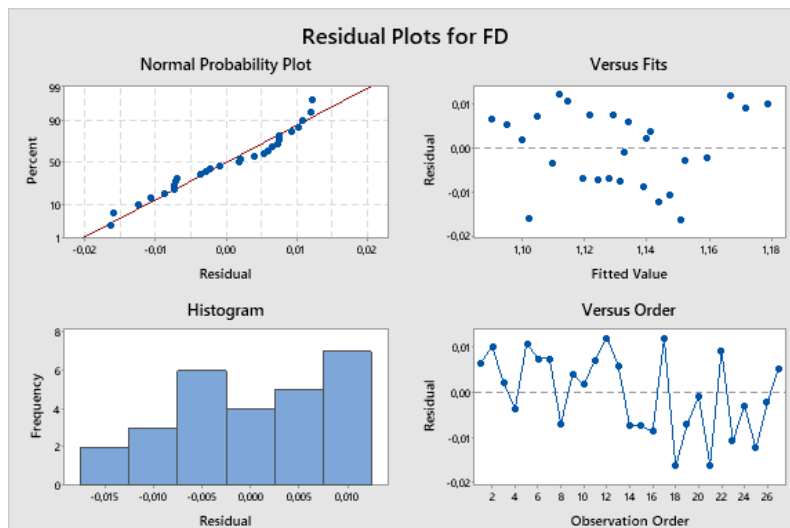 Residual Plots for FD
Normal Probability Plot
99
90
50
10
1
Percent
-0,02 -0,01 0,00 0,01 0,02
Residual
Versus Fits
0,01
0,00
-0,01
-0,02
Residual
1,10 1,12 1,14 1,16 1,18
Fitted Value
Histogram
8
6
4
2
0
Frequency
-0,015 -0,010 -0,005 0,000 0,005 0,010
Residual
Versus Order
0,01
0,00
-0,01
-0,02
Residual
2 4 6 8 10 12 14 16 18 20 22 24 26
Observation Order